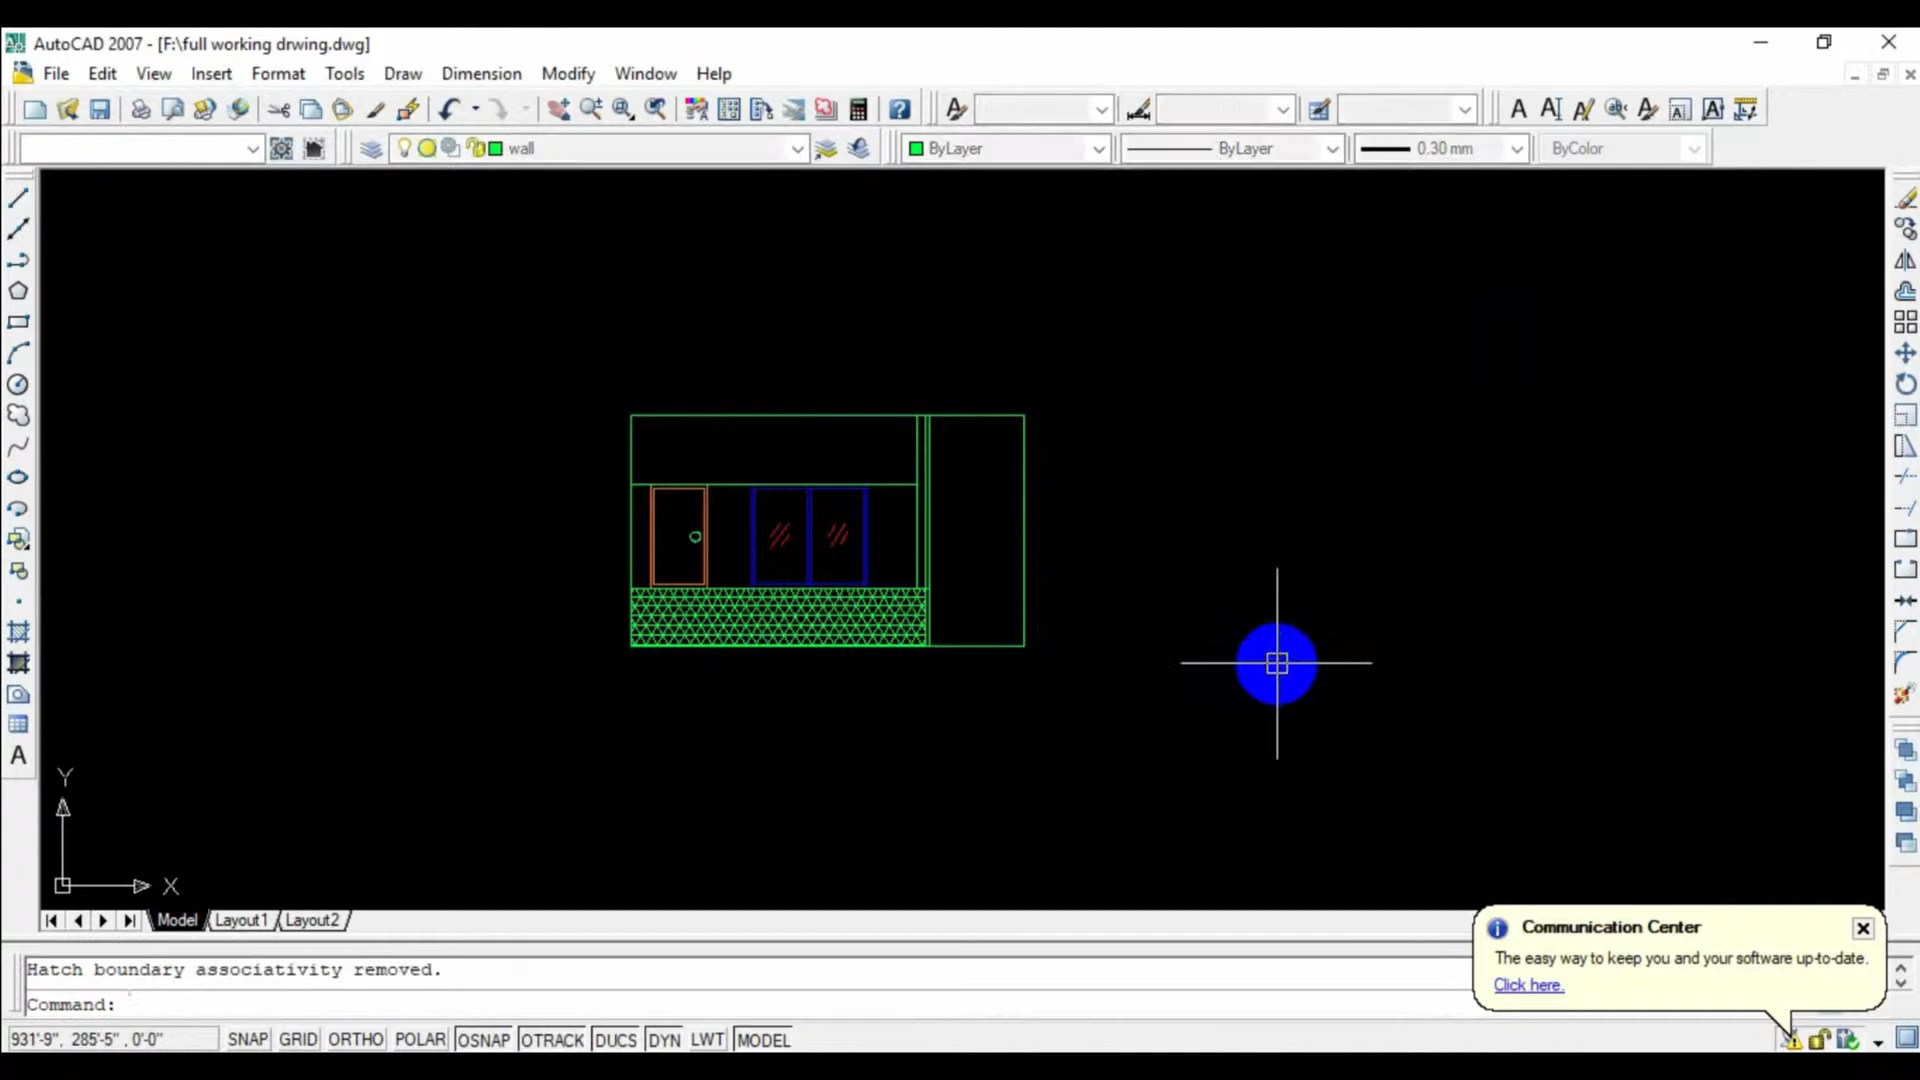 AutoCAD 2007 - [F:\full working drwing.dwg]
File Edit View Insert Format Tools Draw Dimension Modify Window Help
wall ByLayer ByLayer 0.30 mm ByColor
Y
X
Model Layout1 Layout2
Communication Center
The easy way to keep you and your software up-to-date.
Click here.
Hatch boundary associativity removed.
Command:
931'-9", 285'-5" , 0'-0" SNAP GRID ORTHO POLAR OSNAP OTRACK DUCS DYN LWT MODEL